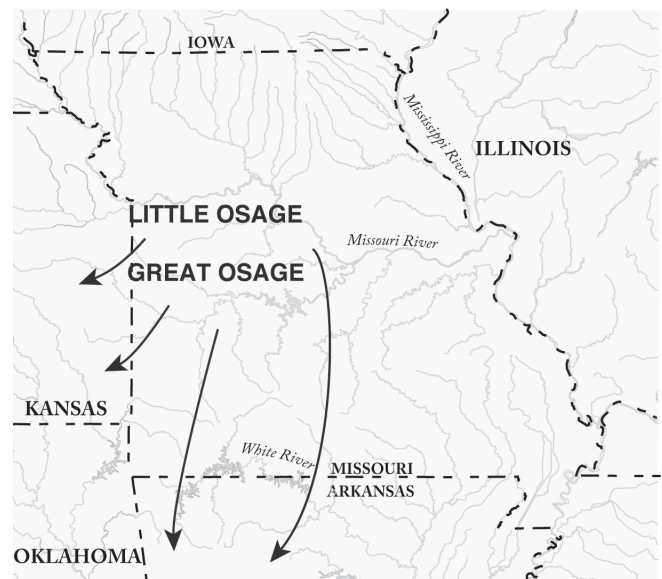 IOWA
Mississippi River
ILLINOIS
LITTLE OSAGE
Missouri River
GREAT OSAGE
KANSAS
White River
MISSOURI
ARKANSAS
OKLAHOMA